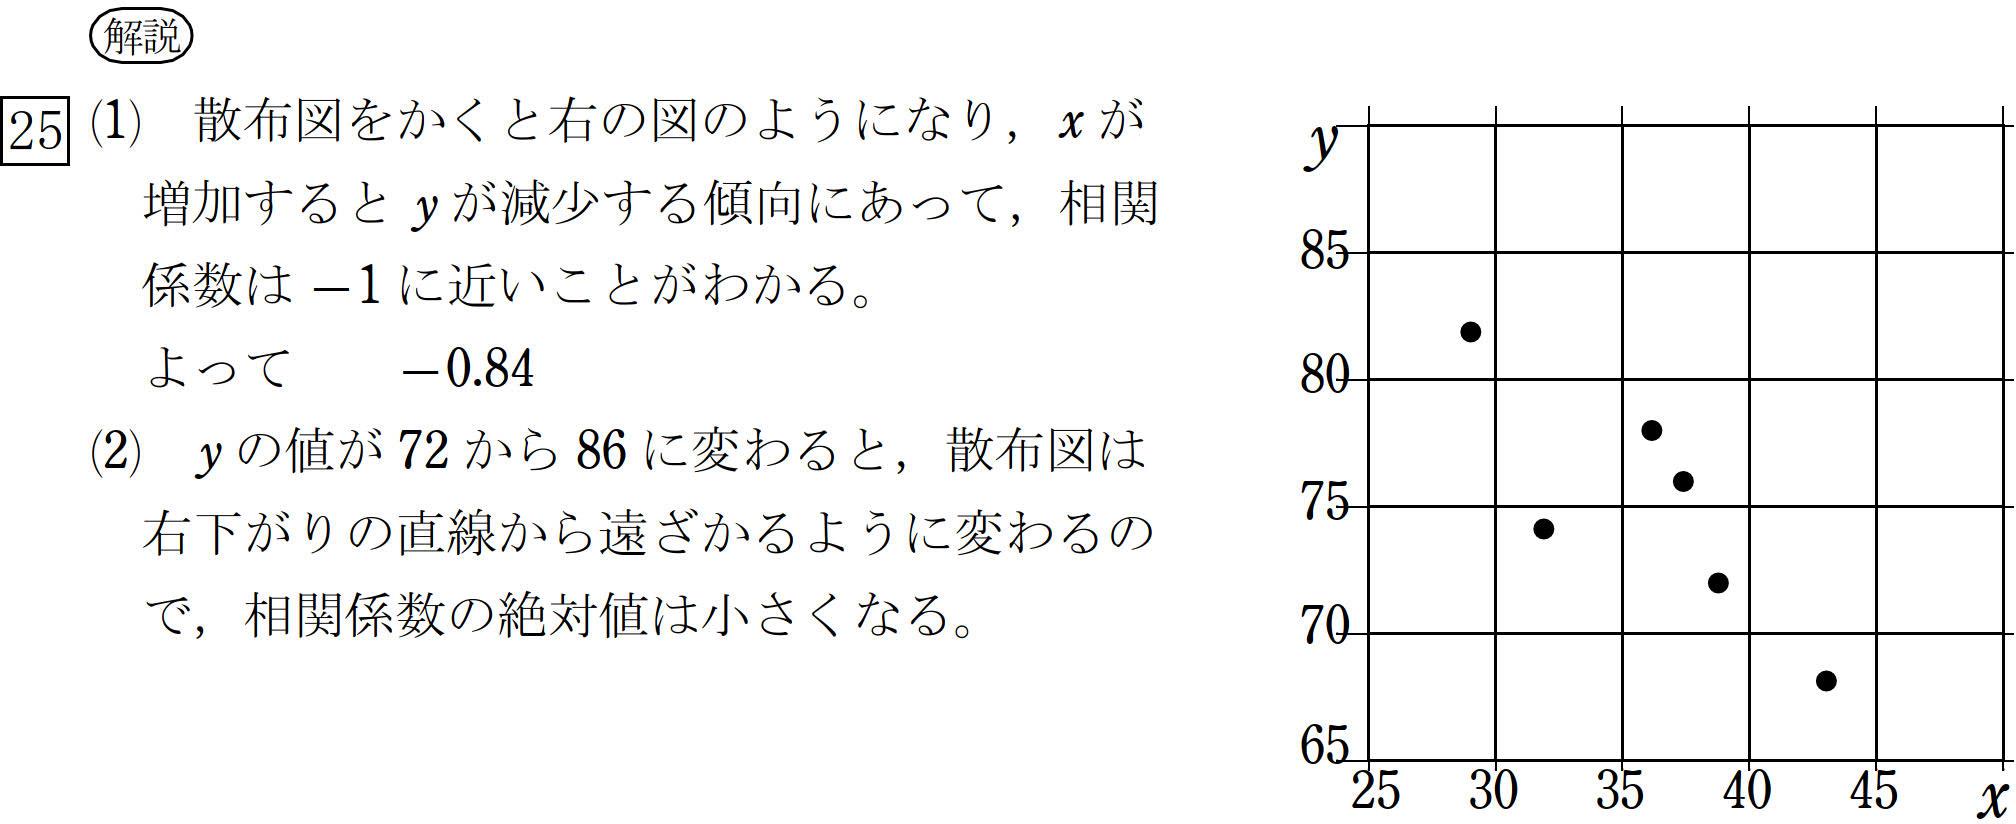 解説
25 (1) 散布図をかくと右の図のようになり，x が
増加すると y が減少する傾向にあって，相関
係数は −1 に近いことがわかる。
よって −0.84
(2) y の値が 72 から 86 に変わると，散布図は
右下がりの直線から遠ざかるように変わるの
で，相関係数の絶対値は小さくなる。
y
85
80
75
70
65
25 30 35 40 45 x